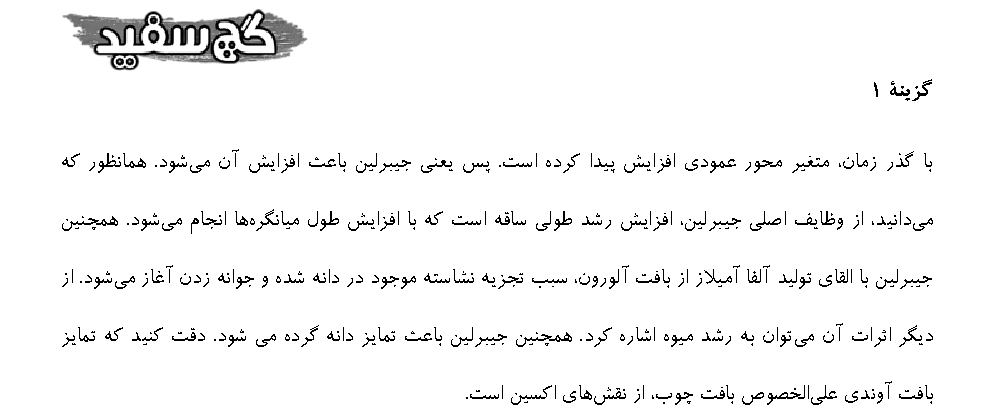 گچ سفید
گزینهٔ ۱
با گذر زمان، متغیر محور عمودی افزایش پیدا کرده است. پس یعنی جیبرلین باعث افزایش آن می‌شود. همانظور که
می‌دانید، از وظایف اصلی جیبرلین، افزایش رشد طولی ساقه است که با افزایش طول میانگره‌ها انجام می‌شود. همچنین
جیبرلین با القای تولید آلفا آمیلاز از بافت آلورون، سبب تجزیه نشاسته موجود در دانه شده و جوانه زدن آغاز می‌شود. از
دیگر اثرات آن می‌توان به رشد میوه اشاره کرد. همچنین جیبرلین باعث تمایز دانه گرده می شود. دقت کنید که تمایز
بافت آوندی علی‌الخصوص بافت چوب، از نقش‌های اکسین است.